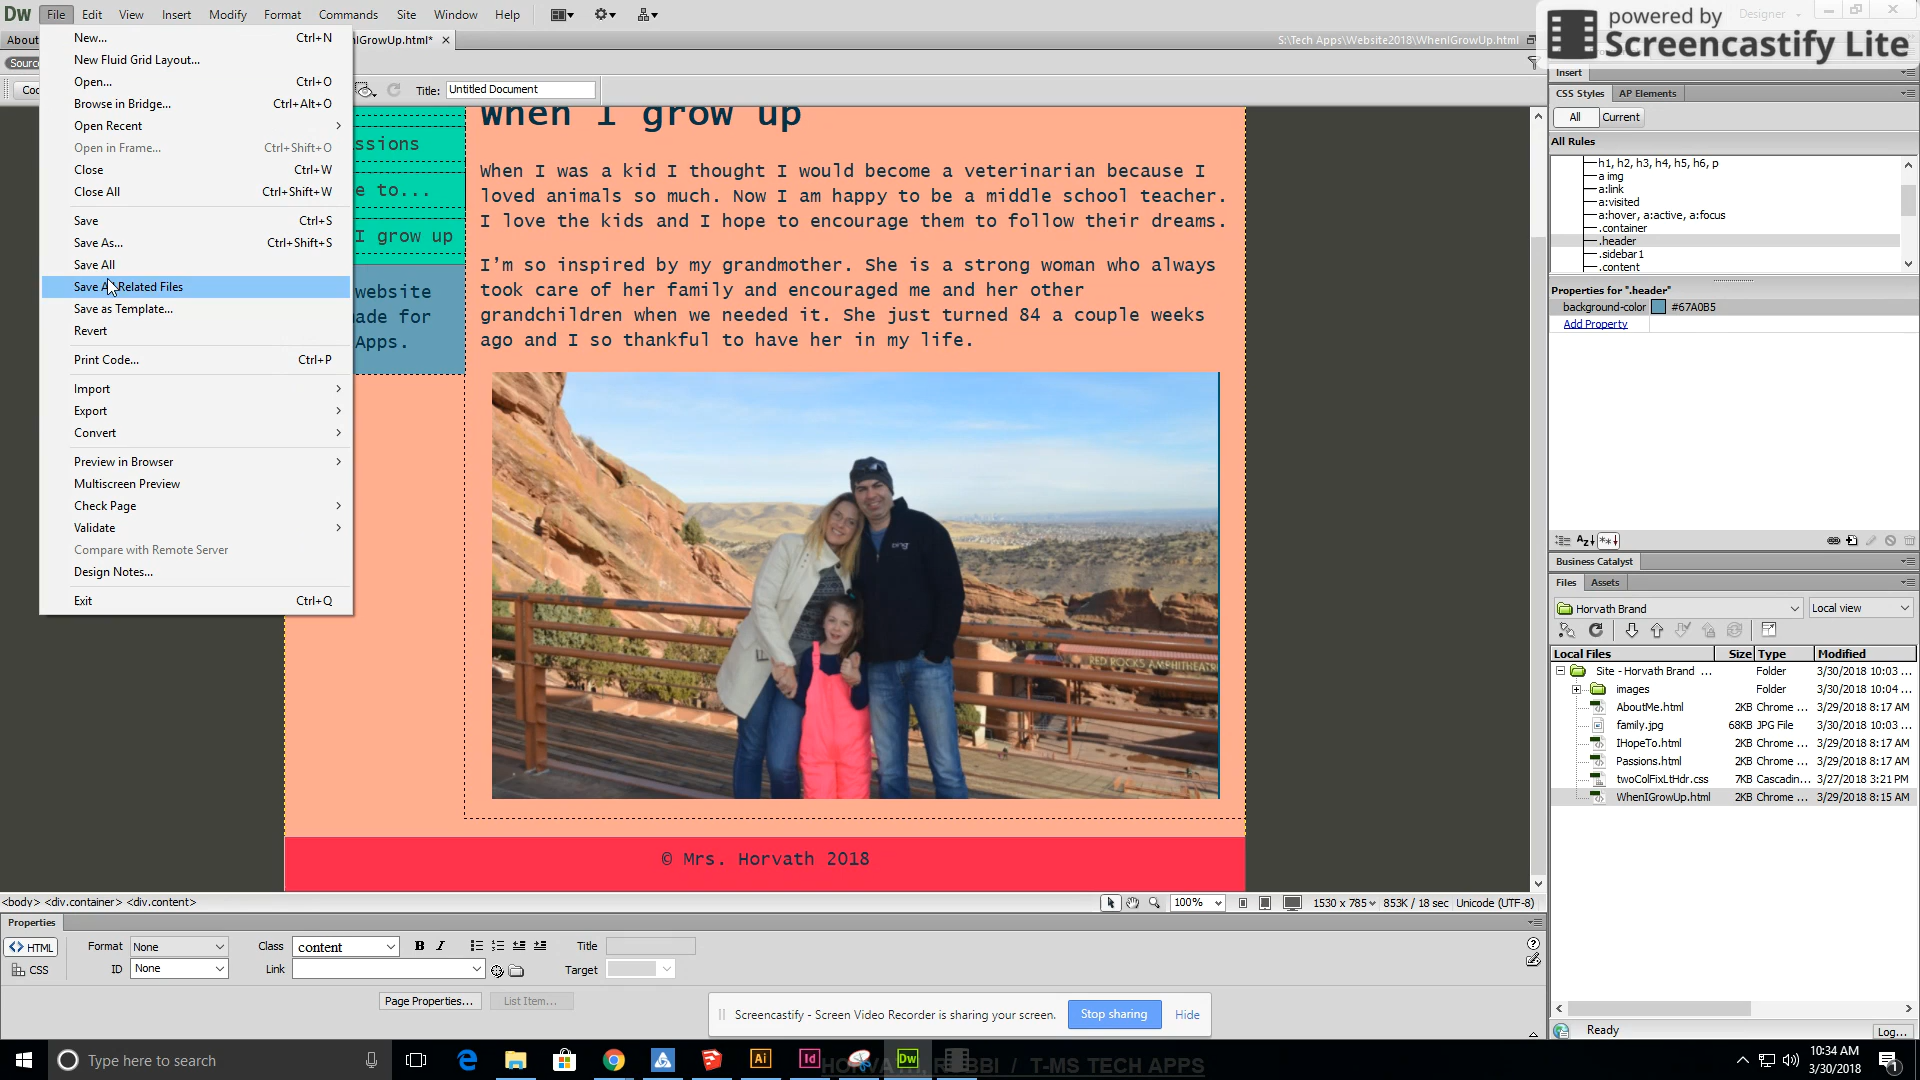 Dw File Edit View Insert Modify Format Commands Site Window Help Designer
powered by
Screencastify Lite
About
IGrowUp.html* × S:\Tech Apps\Website2018\WhenIGrowUp.html
Source
Title: Untitled Document
New... Ctrl+N
New Fluid Grid Layout...
Open... Ctrl+O
Browse in Bridge... Ctrl+Alt+O
Open Recent
Open in Frame... Ctrl+Shift+O
Close Ctrl+W
Close All Ctrl+Shift+W
Save Ctrl+S
Save As... Ctrl+Shift+S
Save All
Related Files
Save as Template...
Revert
Print Code... Ctrl+P
Import
Export
Convert
Preview in Browser
Multiscreen Preview
Check Page
Validate
Compare with Remote Server
Design Notes...
Exit Ctrl+Q
ssions
e to...
I grow up
website
ade for
Apps.
When I grow up
When I was a kid I thought I would become a veterinarian because I
loved animals so much. Now I am happy to be a middle school teacher.
I love the kids and I hope to encourage them to follow their dreams.
I'm so inspired by my grandmother. She is a strong woman who always
took care of her family and encouraged me and her other
grandchildren when we needed it. She just turned 84 a couple weeks
ago and I so thankful to have her in my life.
bing
RED ROCKS AMPHITHEATR
© Mrs. Horvath 2018
Insert
CSS Styles AP Elements
All Current
All Rules
h1, h2, h3, h4, h5, h6, p
a img
a:link
a:visited
a:hover, a:active, a:focus
.container
.header
.sidebar1
.content
Properties for ".header"
background-color #67A0B5
Add Property
Business Catalyst
Files Assets
Horvath Brand Local view
Local Files Size Type Modified
Site - Horvath Brand ... Folder 3/30/2018 10:03 ...
images Folder 3/30/2018 10:04 ...
AboutMe.html 2KB Chrome ... 3/29/2018 8:17 AM
family.jpg 68KB JPG File 3/30/2018 10:03 ...
IHopeTo.html 2KB Chrome ... 3/29/2018 8:17 AM
Passions.html 2KB Chrome ... 3/29/2018 8:17 AM
twoColFixLtHdr.css 7KB Cascadin... 3/27/2018 3:21 PM
WhenIGrowUp.html 2KB Chrome ... 3/29/2018 8:15 AM
Ready Log...
<body> <div.container> <div.content> 100% 1530 x 785 853K / 18 sec Unicode (UTF-8)
Properties
<> HTML Format None Class content B I Title
CSS ID None Link Target
Page Properties... List Item...
Screencastify - Screen Video Recorder is sharing your screen. Stop sharing Hide
Type here to search
Ai Id Dw
HORVATH, / T-MS TECH APPS
10:34 AM
3/30/2018
1